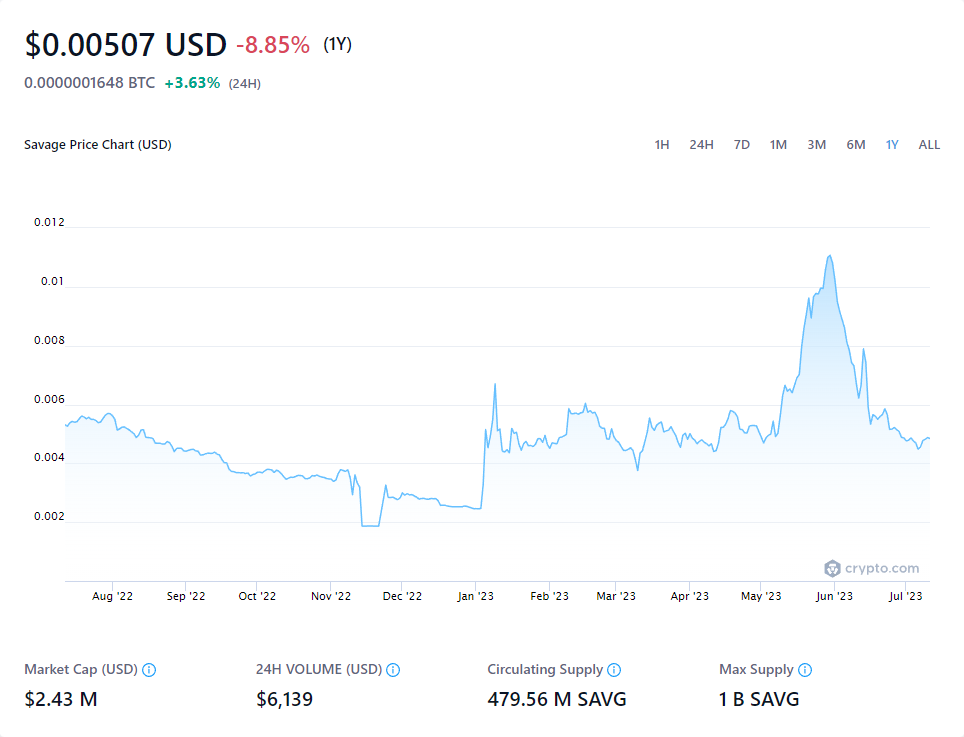 $0.00507 USD -8.85% (1Y)
0.0000001648 BTC +3.63% (24H)
Savage Price Chart (USD) 1H 24H 7D 1M 3M 6M 1Y ALL
0.012
0.01
0.008
0.006
0.004
0.002
crypto.com
Aug '22 Sep '22 Oct '22 Nov '22 Dec '22 Jan '23 Feb '23 Mar '23 Apr '23 May '23 Jun '23 Jul '23
Market Cap (USD) 24H VOLUME (USD) Circulating Supply Max Supply
$2.43 M $6,139 479.56 M SAVG 1 B SAVG